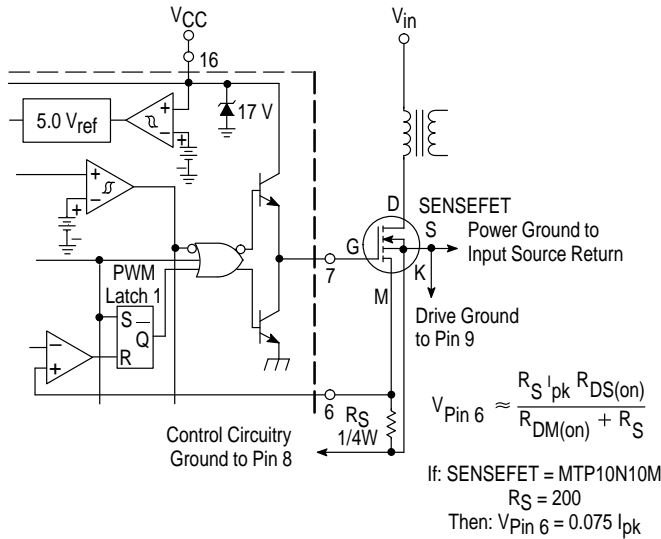 VCC
Vin
16
5.0 Vref
+
−
+
−
17 V
+
−
+
−
D
SENSEFET
S
Power Ground to
Input Source Return
G
K
7
M
PWM
Latch 1
S
Q
R
Drive Ground
to Pin 9
−
+
6
RS
1/4W
Control Circuitry
Ground to Pin 8
VPin 6 ≈ RS Ipk RDS(on)
RDM(on) + RS
If: SENSEFET = MTP10N10M
RS = 200
Then: VPin 6 = 0.075 Ipk